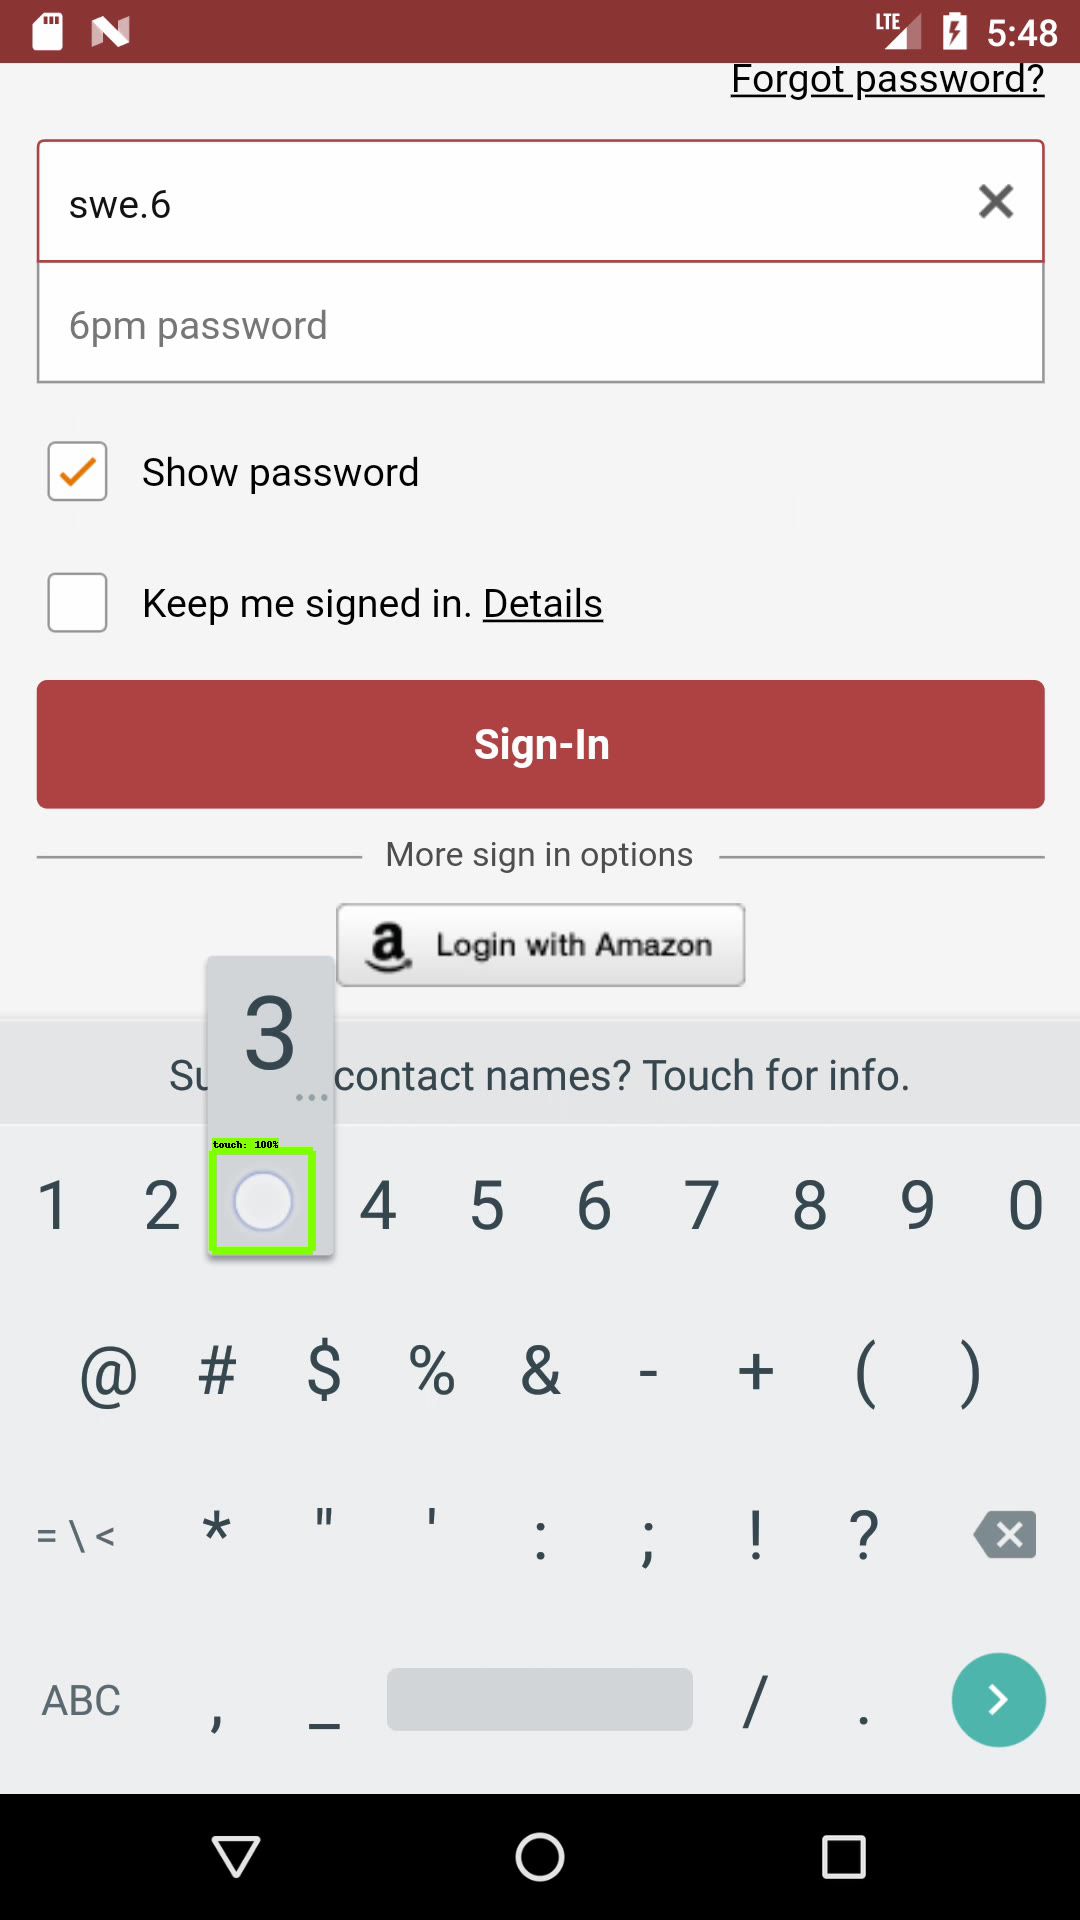 LTE 5:48
Forgot password?
swe.6
6pm password
Show password
Keep me signed in. Details
Sign-In
More sign in options
a Login with Amazon
3
Su contact names? Touch for info.
touch: 100%
1 2 4 5 6 7 8 9 0
@ # $ % & - + ( )
= \ < * " ' : ; ! ?
ABC , _ / .